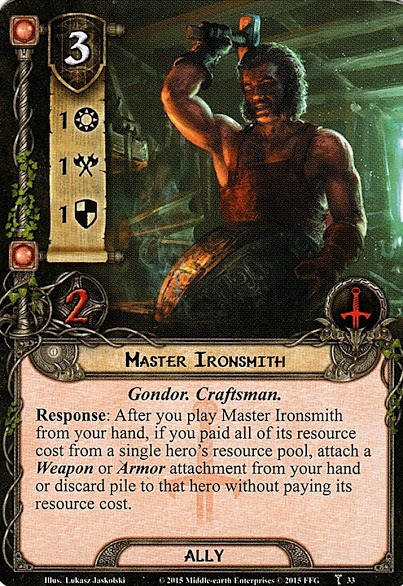 3
1
1
1
2
Master Ironsmith
Gondor. Craftsman.
Response: After you play Master Ironsmith
from your hand, if you paid all of its resource
cost from a single hero's resource pool, attach a
Weapon or Armor attachment from your hand
or discard pile to that hero without paying its
resource cost.
Ally
Illus. Lukasz Jaskolski © 2015 Middle-earth Enterprises © 2015 FFG 33